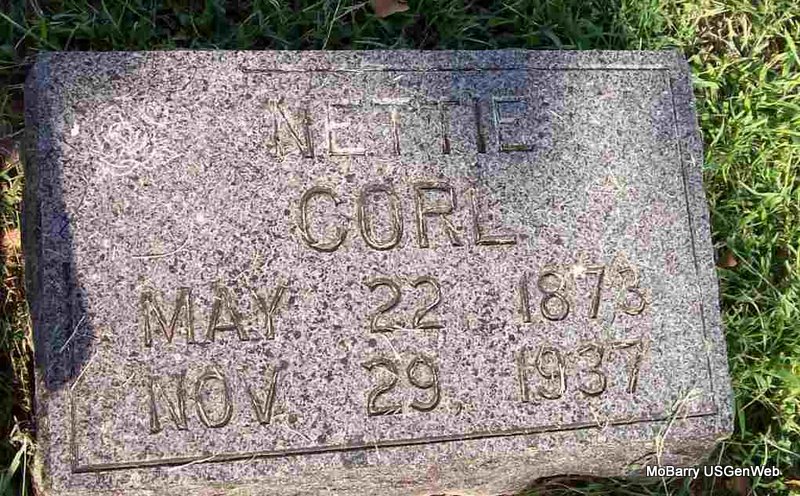 NETTIE
CORL
MAY 22 1873
NOV. 29, 1937
MoBarry USGenWeb